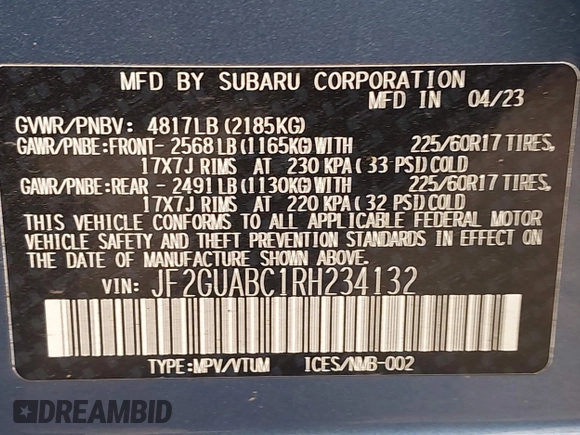 MFD BY SUBARU CORPORATION
MFD IN 04/23
GVWR/PNBV: 4817LB(2185KG)
GAWR/PNBE:FRONT-2568LB(1165KG)WITH 225/60R17 TIRES,
17X7J RIMS AT 230 KPA(33 PSI)COLD
GAWR/PNBE:REAR -2491LB(1130KG)WITH 225/60R17 TIRES,
17X7J RIMS AT 220 KPA(32 PSI)COLD
THIS VEHICLE CONFORMS TO ALL APPLICABLE FEDERAL MOTOR
VEHICLE SAFETY AND THEFT PREVENTION STANDARDS IN EFFECT ON
THE DATE OF MANUFACTURE SHOWN ABOVE.
VIN: JF2GUABC1RH234132
TYPE:MPV/VTUM ICES/NMB-002
DREAMBID